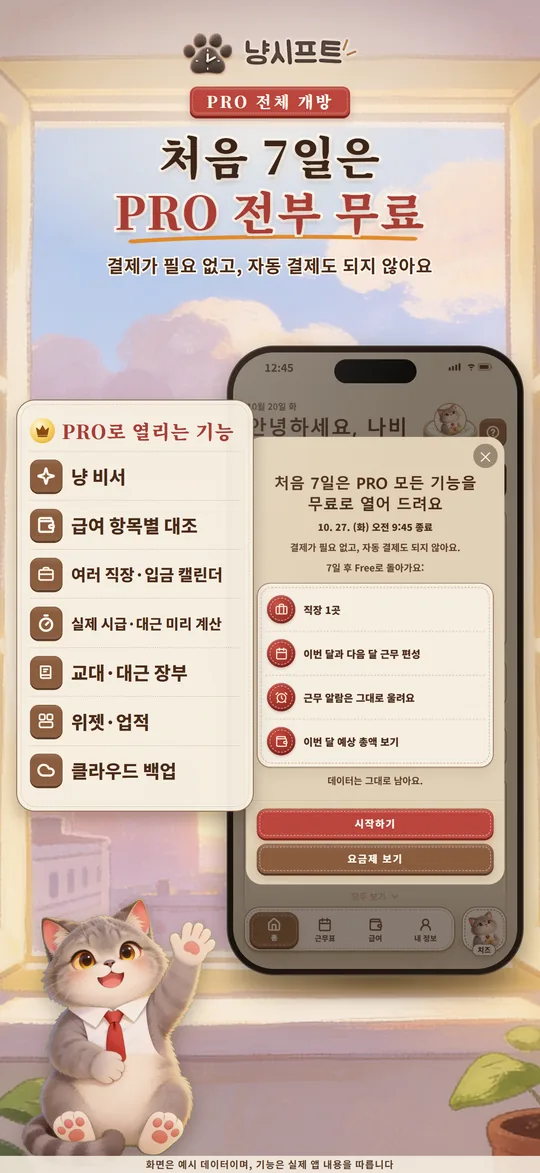 냥시프트
PRO 전체 개방
처음 7일은
PRO 전부 무료
결제가 필요 없고, 자동 결제도 되지 않아요
PRO로 열리는 기능
냥 비서
급여 항목별 대조
여러 직장·입금 캘린더
실제 시급·대근 미리 계산
교대·대근 장부
위젯·업적
클라우드 백업
12:45
10월 20일 화
안녕하세요, 나비
처음 7일은 PRO 모든 기능을
무료로 열어 드려요
10. 27. (화) 오전 9:45 종료
결제가 필요 없고, 자동 결제도 되지 않아요.
7일 후 Free로 돌아가요:
직장 1곳
이번 달과 다음 달 근무 편성
근무 알람은 그대로 울려요
이번 달 예상 총액 보기
데이터는 그대로 남아요.
시작하기
요금제 보기
모두 보기
홈
근무표
급여
내 정보
치즈
화면은 예시 데이터이며, 기능은 실제 앱 내용을 따릅니다